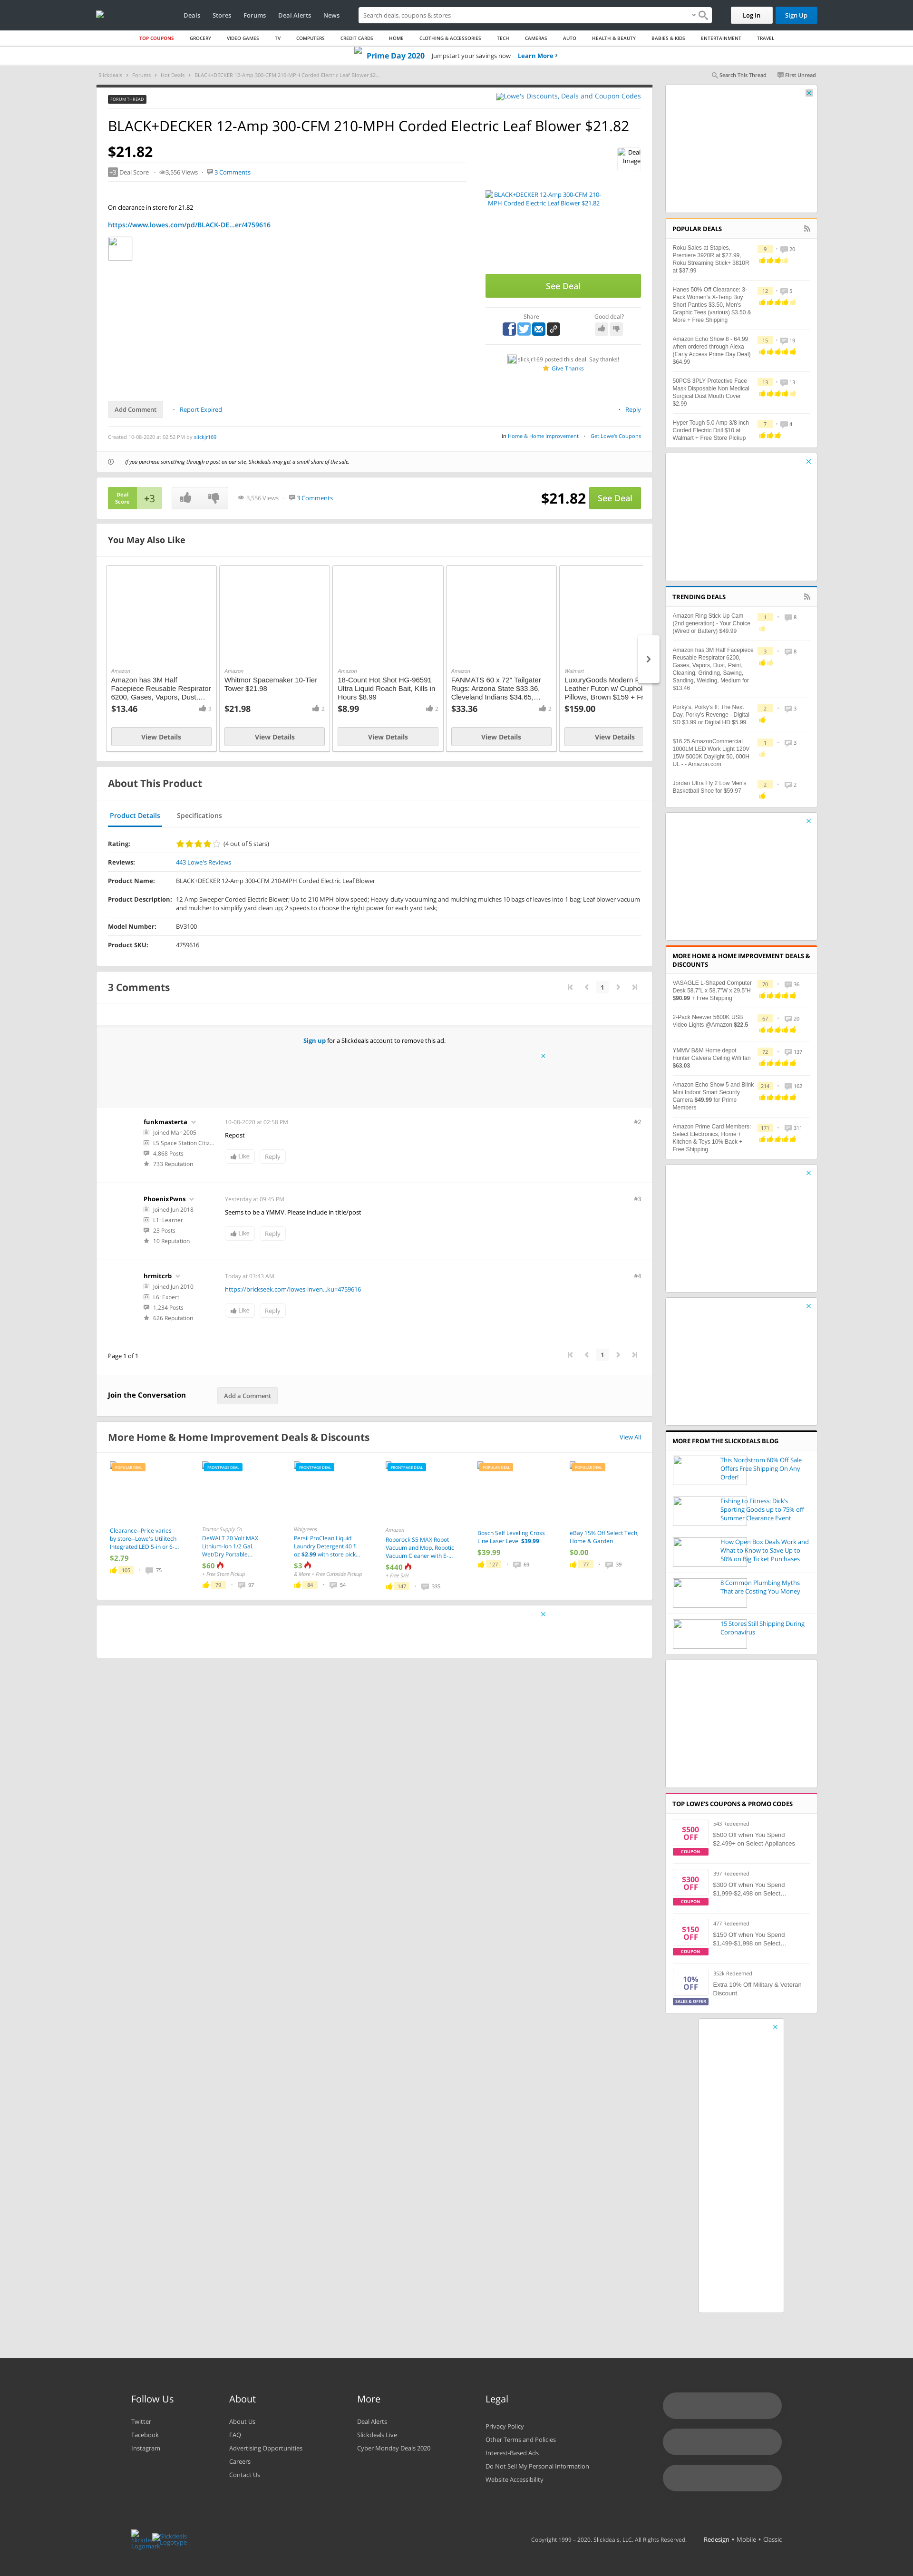 Deals Stores Forums Deal Alerts News
Search deals, coupons & stores
Log In Sign Up
TOP COUPONS GROCERY VIDEO GAMES TV COMPUTERS CREDIT CARDS HOME CLOTHING & ACCESSORIES TECH CAMERAS AUTO HEALTH & BEAUTY BABIES & KIDS ENTERTAINMENT TRAVEL
Prime Day 2020 Jumpstart your savings now Learn More
Slickdeals Forums Hot Deals BLACK+DECKER 12-Amp 300-CFM 210-MPH Corded Electric Leaf Blower $2...
Search This Thread First Unread
FORUM THREAD
Lowe's Discounts, Deals and Coupon Codes
BLACK+DECKER 12-Amp 300-CFM 210-MPH Corded Electric Leaf Blower $21.82
$21.82
+3 Deal Score 3,556 Views 3 Comments
Deal
Image
On clearance in store for 21.82
https://www.lowes.com/pd/BLACK-DE...er/4759616
BLACK+DECKER 12-Amp 300-CFM 210-
MPH Corded Electric Leaf Blower $21.82
See Deal
Share Good deal?
slickjr169 posted this deal. Say thanks!
Give Thanks
Add Comment Report Expired Reply
Created 10-08-2020 at 02:52 PM by slickjr169
in Home & Home Improvement Get Lowe's Coupons
If you purchase something through a post on our site, Slickdeals may get a small share of the sale.
Deal
Score
+3
3,556 Views 3 Comments
$21.82 See Deal
You May Also Like
Amazon
Amazon has 3M Half
Facepiece Reusable Respirator
6200, Gases, Vapors, Dust,...
$13.46 3
View Details
Amazon
Whitmor Spacemaker 10-Tier
Tower $21.98
$21.98 2
View Details
Amazon
18-Count Hot Shot HG-96591
Ultra Liquid Roach Bait, Kills in
Hours $8.99
$8.99 2
View Details
Amazon
FANMATS 60 x 72" Tailgater
Rugs: Arizona State $33.36,
Cleveland Indians $34.65,...
$33.36 2
View Details
Walmart
LuxuryGoods Modern F
Leather Futon w/ Cuphol
Pillows, Brown $159 + Fr
$159.00
View Details
About This Product
Product Details Specifications
Rating: (4 out of 5 stars)
Reviews: 443 Lowe's Reviews
Product Name: BLACK+DECKER 12-Amp 300-CFM 210-MPH Corded Electric Leaf Blower
Product Description: 12-Amp Sweeper Corded Electric Blower; Up to 210 MPH blow speed; Heavy-duty vacuuming and mulching mulches 10 bags of leaves into 1 bag; Leaf blower vacuum
and mulcher to simplify yard clean up; 2 speeds to choose the right power for each yard task;
Model Number: BV3100
Product SKU: 4759616
3 Comments
1
Sign up for a Slickdeals account to remove this ad.
funkmasterta
Joined Mar 2005
L5 Space Station Citiz...
4,868 Posts
733 Reputation
10-08-2020 at 02:58 PM #2
Repost
Like Reply
PhoenixPwns
Joined Jun 2018
L1: Learner
23 Posts
10 Reputation
Yesterday at 09:45 PM #3
Seems to be a YMMV. Please include in title/post
Like Reply
hrmitcrb
Joined Jun 2010
L6: Expert
1,234 Posts
626 Reputation
Today at 03:43 AM #4
https://brickseek.com/lowes-inven...ku=4759616
Like Reply
Page 1 of 1
1
Join the Conversation Add a Comment
More Home & Home Improvement Deals & Discounts View All
POPULAR DEAL
Clearance--Price varies
by store--Lowe's Utilitech
Integrated LED 5-in or 6-...
$2.79
105 75
FRONTPAGE DEAL
Tractor Supply Co
DeWALT 20 Volt MAX
Lithium-Ion 1/2 Gal.
Wet/Dry Portable...
$60
+ Free Store Pickup
79 97
FRONTPAGE DEAL
Walgreens
Persil ProClean Liquid
Laundry Detergent 40 fl
oz $2.99 with store pick...
$3
& More + Free Curbside Pickup
84 54
FRONTPAGE DEAL
Amazon
Roborock S5 MAX Robot
Vacuum and Mop, Robotic
Vacuum Cleaner with E-...
$440
+ Free S/H
147 335
POPULAR DEAL
Bosch Self Leveling Cross
Line Laser Level $39.99
$39.99
127 69
POPULAR DEAL
eBay 15% Off Select Tech,
Home & Garden
$0.00
77 39
POPULAR DEALS
Roku Sales at Staples,
Premiere 3920R at $27.99,
Roku Streaming Stick+ 3810R
at $37.99
9 20
Hanes 50% Off Clearance: 3-
Pack Women's X-Temp Boy
Short Panties $3.50, Men's
Graphic Tees (various) $3.50 &
More + Free Shipping
12 5
Amazon Echo Show 8 - 64.99
when ordered through Alexa
(Early Access Prime Day Deal)
$64.99
15 19
50PCS 3PLY Protective Face
Mask Disposable Non Medical
Surgical Dust Mouth Cover
$2.99
13 13
Hyper Tough 5.0 Amp 3/8 inch
Corded Electric Drill $10 at
Walmart + Free Store Pickup
7 4
TRENDING DEALS
Amazon Ring Stick Up Cam
(2nd generation) - Your Choice
(Wired or Battery) $49.99
1 8
Amazon has 3M Half Facepiece
Reusable Respirator 6200,
Gases, Vapors, Dust, Paint,
Cleaning, Grinding, Sawing,
Sanding, Welding, Medium for
$13.46
3 8
Porky's, Porky's II: The Next
Day, Porky's Revenge - Digital
SD $3.99 or Digital HD $5.99
2 3
$16.25 AmazonCommercial
1000LM LED Work Light 120V
15W 5000K Daylight 50, 000H
UL - - Amazon.com
1 3
Jordan Ultra Fly 2 Low Men's
Basketball Shoe for $59.97
2 2
MORE HOME & HOME IMPROVEMENT DEALS &
DISCOUNTS
VASAGLE L-Shaped Computer
Desk 58.7"L x 58.7"W x 29.5"H
$90.99 + Free Shipping
70 36
2-Pack Neewer 5600K USB
Video Lights @Amazon $22.5
67 20
YMMV B&M Home depot
Hunter Calvera Ceiling Wifi fan
$63.03
72 137
Amazon Echo Show 5 and Blink
Mini Indoor Smart Security
Camera $49.99 for Prime
Members
214 162
Amazon Prime Card Members:
Select Electronics, Home +
Kitchen & Toys 10% Back +
Free Shipping
171 311
MORE FROM THE SLICKDEALS BLOG
This Nordstrom 60% Off Sale
Offers Free Shipping On Any
Order!
Fishing to Fitness: Dick's
Sporting Goods up to 75% off
Summer Clearance Event
How Open Box Deals Work and
What to Know to Save Up to
50% on Big Ticket Purchases
8 Common Plumbing Myths
That are Costing You Money
15 Stores Still Shipping During
Coronavirus
TOP LOWE'S COUPONS & PROMO CODES
$500
OFF
COUPON
543 Redeemed
$500 Off when You Spend
$2,499+ on Select Appliances
$300
OFF
COUPON
397 Redeemed
$300 Off when You Spend
$1,999-$2,498 on Select...
$150
OFF
COUPON
477 Redeemed
$150 Off when You Spend
$1,499-$1,998 on Select...
10%
OFF
SALES & OFFER
352k Redeemed
Extra 10% Off Military & Veteran
Discount
Follow Us
Twitter
Facebook
Instagram
About
About Us
FAQ
Advertising Opportunities
Careers
Contact Us
More
Deal Alerts
Slickdeals Live
Cyber Monday Deals 2020
Legal
Privacy Policy
Other Terms and Policies
Interest-Based Ads
Do Not Sell My Personal Information
Website Accessibility
Slickdeals
Logotype
Copyright 1999 – 2020. Slickdeals, LLC. All Rights Reserved. Redesign • Mobile • Classic